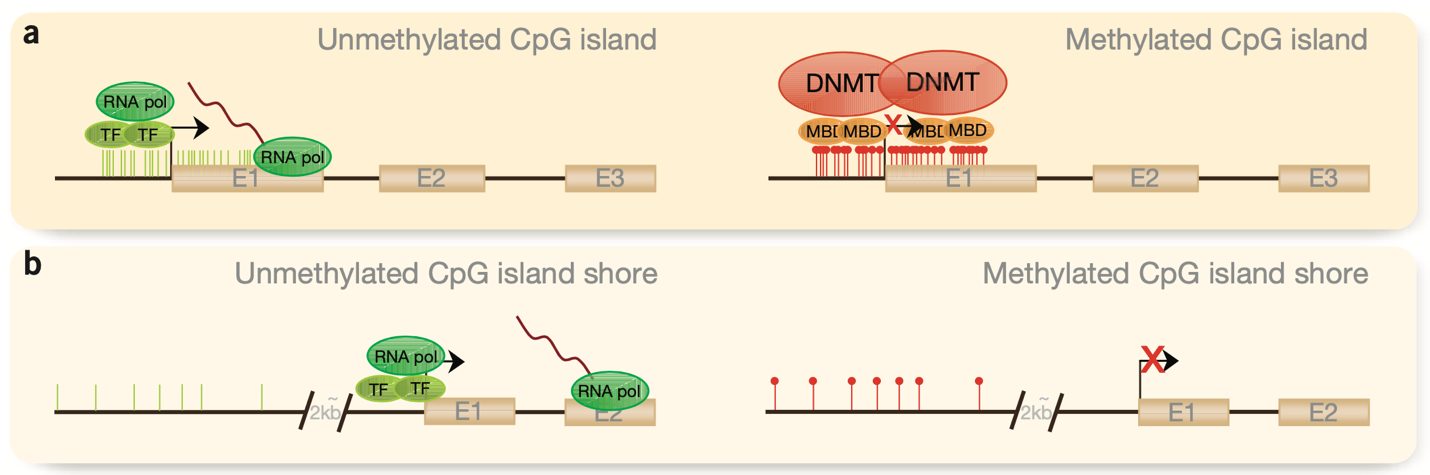 a
Unmethylated CpG island
Methylated CpG island
RNA pol
TF TF
RNA pol
E1 E2 E3
DNMT DNMT
MBD MBD X MBD MBD
E1 E2 E3
b
Unmethylated CpG island shore
Methylated CpG island shore
RNA pol
TF TF
RNA pol
~
2kb
E1 E2
X
~
2kb
E1 E2